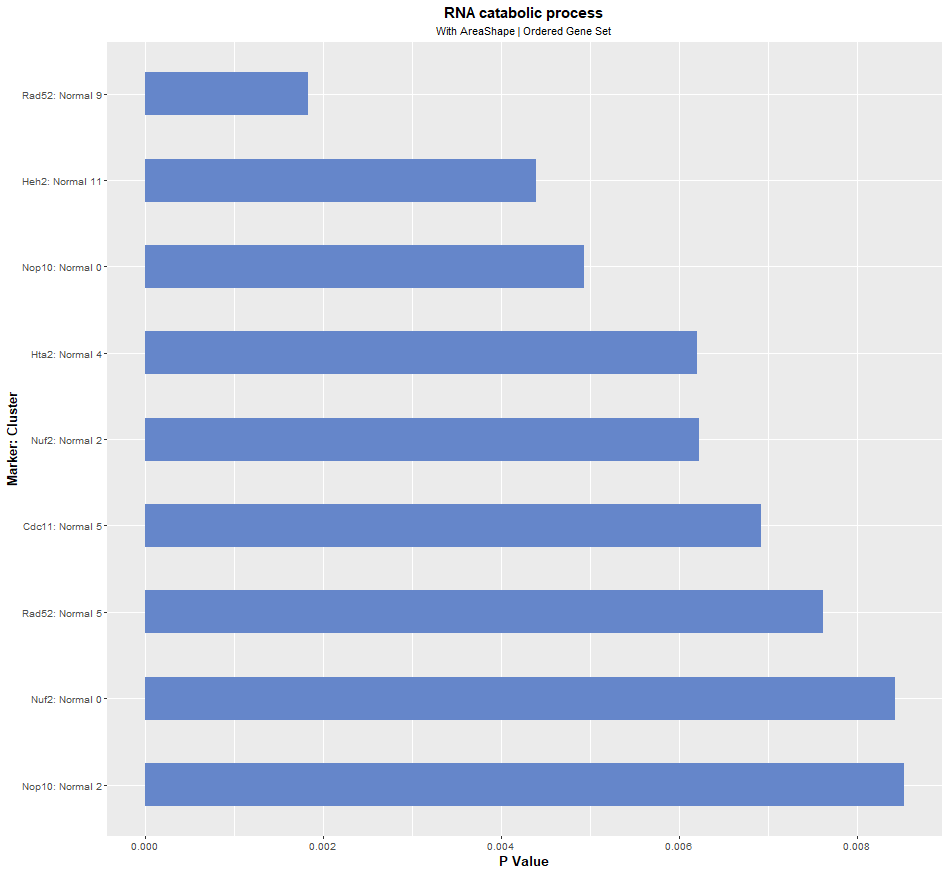 RNA catabolic process
With AreaShape | Ordered Gene Set
Marker: Cluster
Rad52: Normal 9
Heh2: Normal 11
Nop10: Normal 0
Hta2: Normal 4
Nuf2: Normal 2
Cdc11: Normal 5
Rad52: Normal 5
Nuf2: Normal 0
Nop10: Normal 2
0.000 0.002 0.004 0.006 0.008
P Value